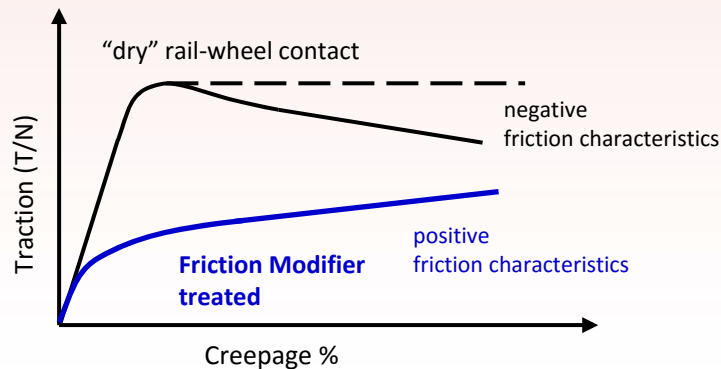 “dry” rail-wheel contact
negative
friction characteristics
Traction (T/N)
positive
friction characteristics
Friction Modifier
treated
Creepage %